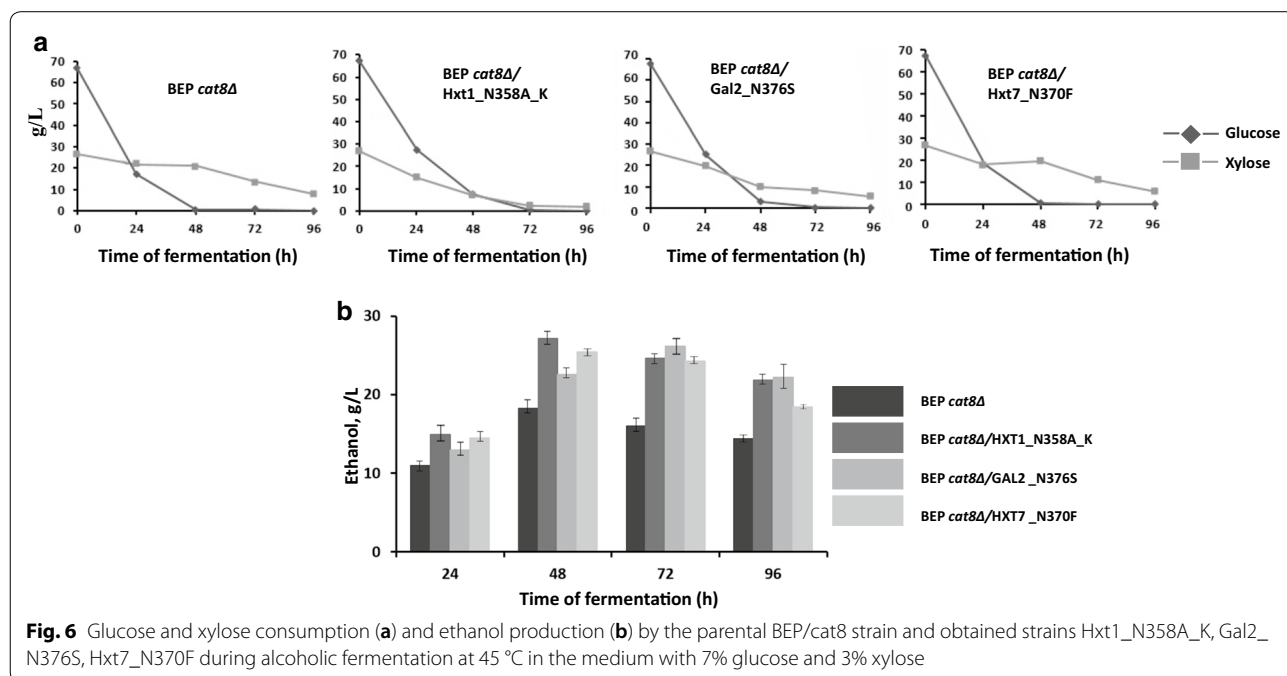 a
70
60
50
40
30
20
10
0
g/L
BEP cat8Δ
0 24 48 72 96
Time of fermentation (h)
70
60
50
40
30
20
10
0
BEP cat8Δ/
Hxt1_N358A_K
0 24 48 72 96
Time of fermentation (h)
70
60
50
40
30
20
10
0
BEP cat8Δ/
Gal2_N376S
0 24 48 72 96
Time of fermentation (h)
70
60
50
40
30
20
10
0
BEP cat8Δ/
Hxt7_N370F
0 24 48 72 96
Time of fermentation (h)
Glucose
Xylose
b
30
20
10
0
Ethanol, g/L
24 48 72 96
Time of fermentation (h)
BEP cat8Δ
BEP cat8Δ/HXT1_N358A_K
BEP cat8Δ/GAL2 _N376S
BEP cat8Δ/HXT7 _N370F
Fig. 6 Glucose and xylose consumption (a) and ethanol production (b) by the parental BEP/cat8 strain and obtained strains Hxt1_N358A_K, Gal2_
N376S, Hxt7_N370F during alcoholic fermentation at 45 °C in the medium with 7% glucose and 3% xylose